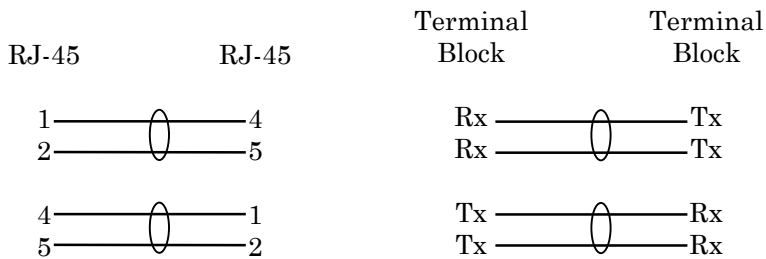 Terminal Terminal
RJ-45 RJ-45 Block Block
1 4 Rx Tx
2 5 Rx Tx
4 1 Tx Rx
5 2 Tx Rx